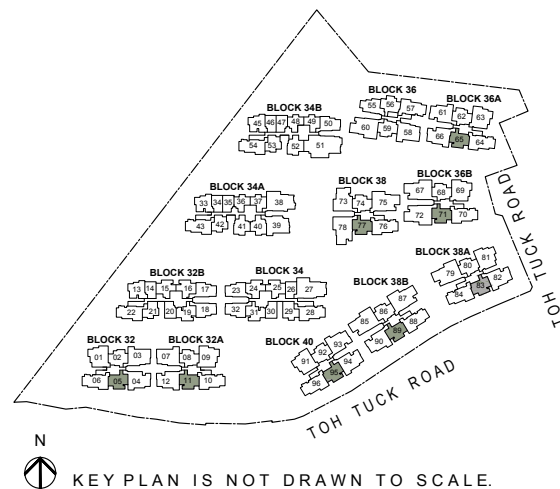 BLOCK 36
BLOCK 36A
55 56 57
61 62 63
60 59 58
66 65 64
BLOCK 34B
45 46 47 48 49 50
54 53 52 51
BLOCK 36B
67 68 69
72 71 70
BLOCK 38
73 74 75
78 77 76
BLOCK 34A
33 34 35 36 37 38
43 42 41 40 39
TOH TUCK ROAD
BLOCK 38A
79 80 81
84 83 82
BLOCK 38B
85 86 87
90 89 88
BLOCK 32B
13 14 15 16 17
22 21 20 19 18
BLOCK 34
23 24 25 26 27
32 31 30 29 28
BLOCK 32
01 02 03
06 05 04
BLOCK 32A
07 08 09
12 11 10
BLOCK 40
91 92 93
96 95 94
TOH TUCK ROAD
N
KEY PLAN IS NOT DRAWN TO SCALE.